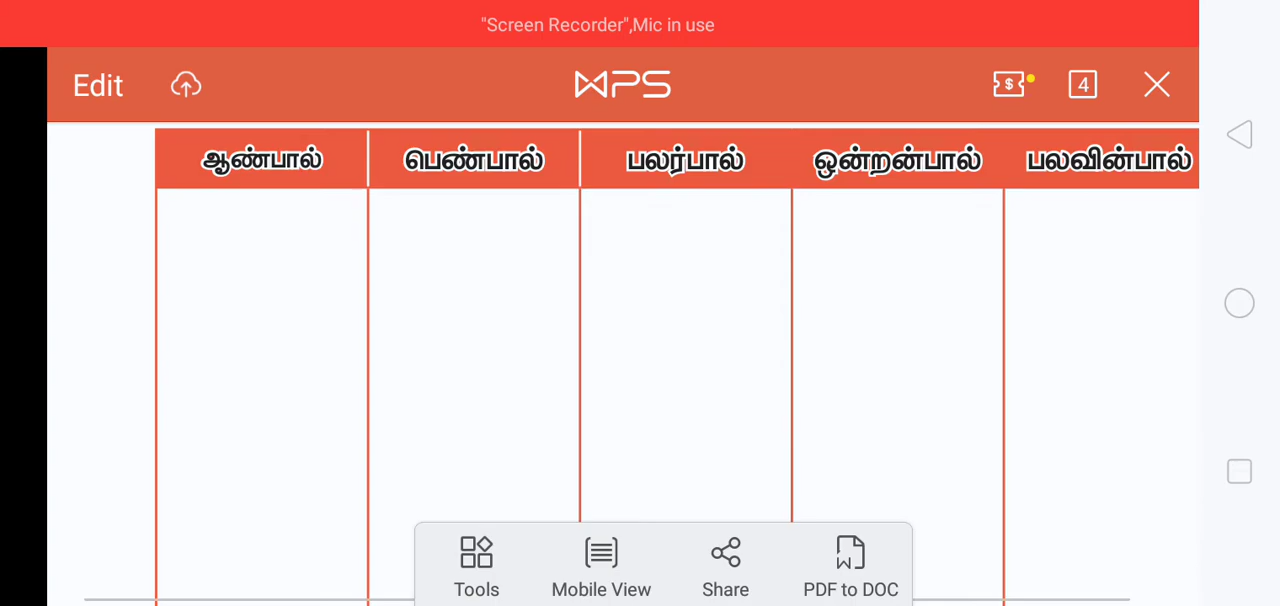 "Screen Recorder",Mic in use
Edit WPS $ 4
ஆண்பால் பெண்பால் பலர்பால் ஒன்றன்பால் பலவின்பால்
Tools Mobile View Share PDF to DOC